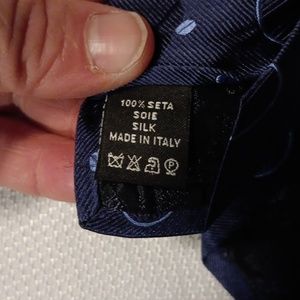 100% SETA
SOIE
SILK
MADE IN ITALY